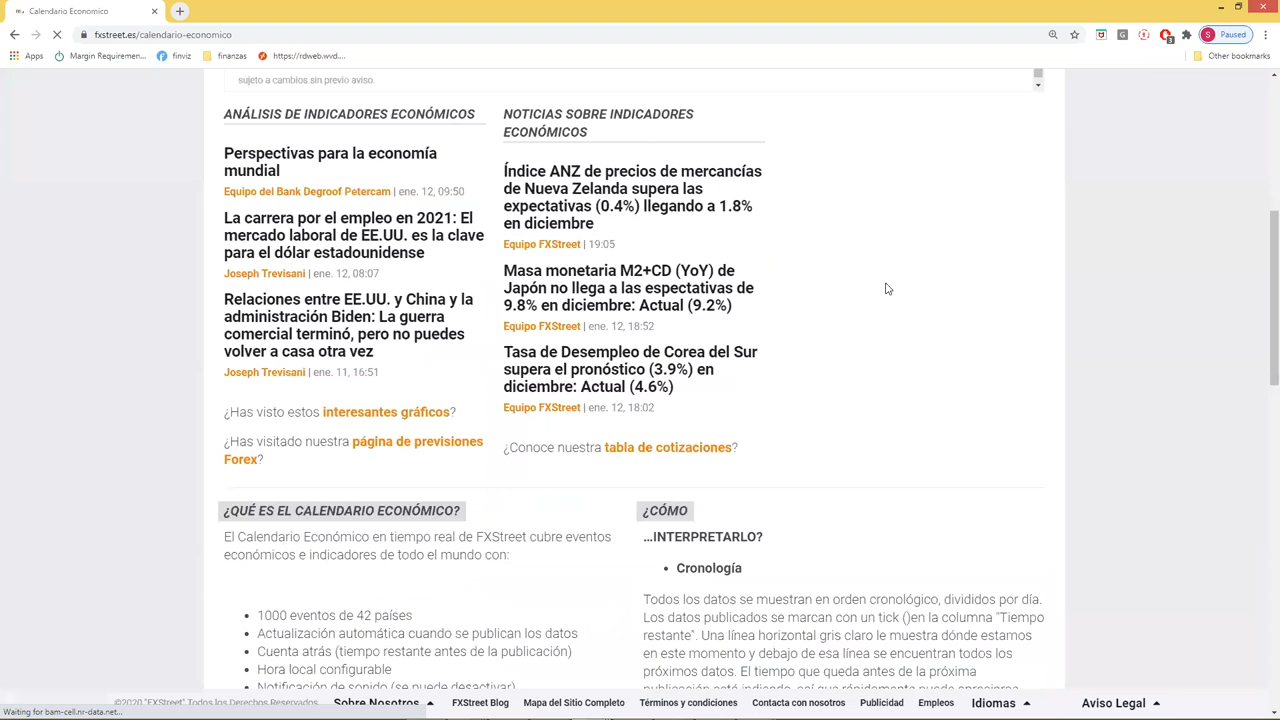 Calendario Economico
fxstreet.es/calendario-economico
Paused
Apps
Margin Requiremen...
finviz
finanzas
https://rdweb.wvd....
Other bookmarks
sujeto a cambios sin previo aviso.
ANÁLISIS DE INDICADORES ECONÓMICOS
Perspectivas para la economía
mundial
Equipo del Bank Degroof Petercam | ene. 12, 09:50
La carrera por el empleo en 2021: El
mercado laboral de EE.UU. es la clave
para el dólar estadounidense
Joseph Trevisani | ene. 12, 08:07
Relaciones entre EE.UU. y China y la
administración Biden: La guerra
comercial terminó, pero no puedes
volver a casa otra vez
Joseph Trevisani | ene. 11, 16:51
¿Has visto estos interesantes gráficos?
¿Has visitado nuestra página de previsiones
Forex?
NOTICIAS SOBRE INDICADORES
ECONÓMICOS
Índice ANZ de precios de mercancías
de Nueva Zelanda supera las
expectativas (0.4%) llegando a 1.8%
en diciembre
Equipo FXStreet | 19:05
Masa monetaria M2+CD (YoY) de
Japón no llega a las espectativas de
9.8% en diciembre: Actual (9.2%)
Equipo FXStreet | ene. 12, 18:52
Tasa de Desempleo de Corea del Sur
supera el pronóstico (3.9%) en
diciembre: Actual (4.6%)
Equipo FXStreet | ene. 12, 18:02
¿Conoce nuestra tabla de cotizaciones?
¿QUÉ ES EL CALENDARIO ECONÓMICO?
El Calendario Económico en tiempo real de FXStreet cubre eventos
económicos e indicadores de todo el mundo con:
• 1000 eventos de 42 países
• Actualización automática cuando se publican los datos
• Cuenta atrás (tiempo restante antes de la publicación)
• Hora local configurable
• Notificación de sonido (se puede desactivar)
¿CÓMO
...INTERPRETARLO?
• Cronología
Todos los datos se muestran en orden cronológico, divididos por día.
Los datos publicados se marcan con un tick ()en la columna "Tiempo
restante". Una línea horizontal gris claro le muestra dónde estamos
en este momento y debajo de esa línea se encuentran todos los
próximos datos. El tiempo que queda antes de la próxima
©2020 "FXStreet" Todos los Derechos Reservados
Sobre Nosotros
FXStreet Blog
Mapa del Sitio Completo
Términos y condiciones
Contacta con nosotros
Publicidad
Empleos
Idiomas
Aviso Legal
Waiting for bam-cell.nr-data.net...